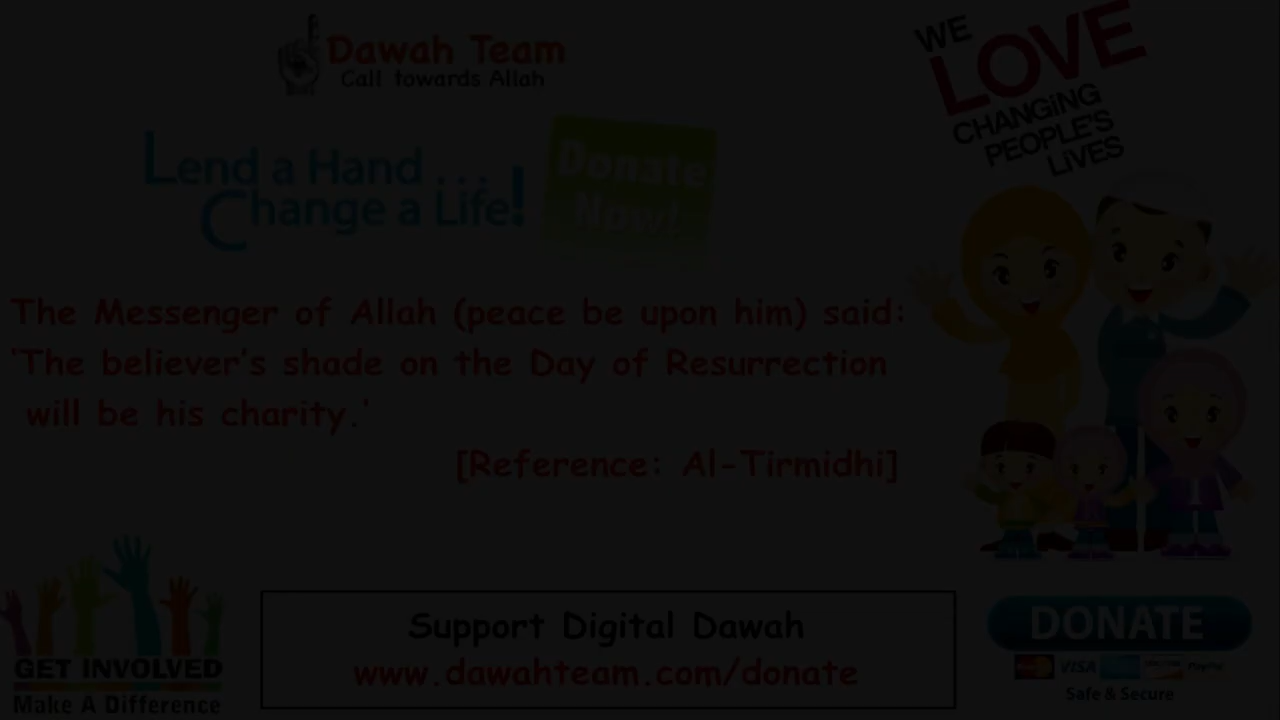 Dawah Team
Call towards Allah
WE
LOVE
CHANGiNG
PEOPLE'S
LIVES
Lend a Hand . . .
Change a Life!
Donate
Now!
The Messenger of Allah (peace be upon him) said:
'The believer's shade on the Day of Resurrection
will be his charity.'
[Reference: Al-Tirmidhi]
GET INVOLVED
Make A Difference
Support Digital Dawah
www.dawahteam.com/donate
DONATE
VISA
PayPal
Safe & Secure